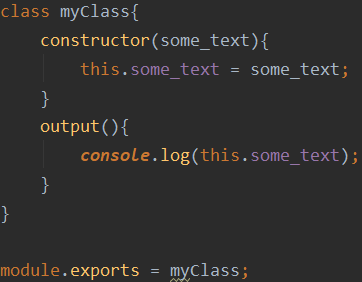 class myClass{
    constructor(some_text){
        this.some_text = some_text;
    }
    output(){
        console.log(this.some_text);
    }
}

module.exports = myClass;